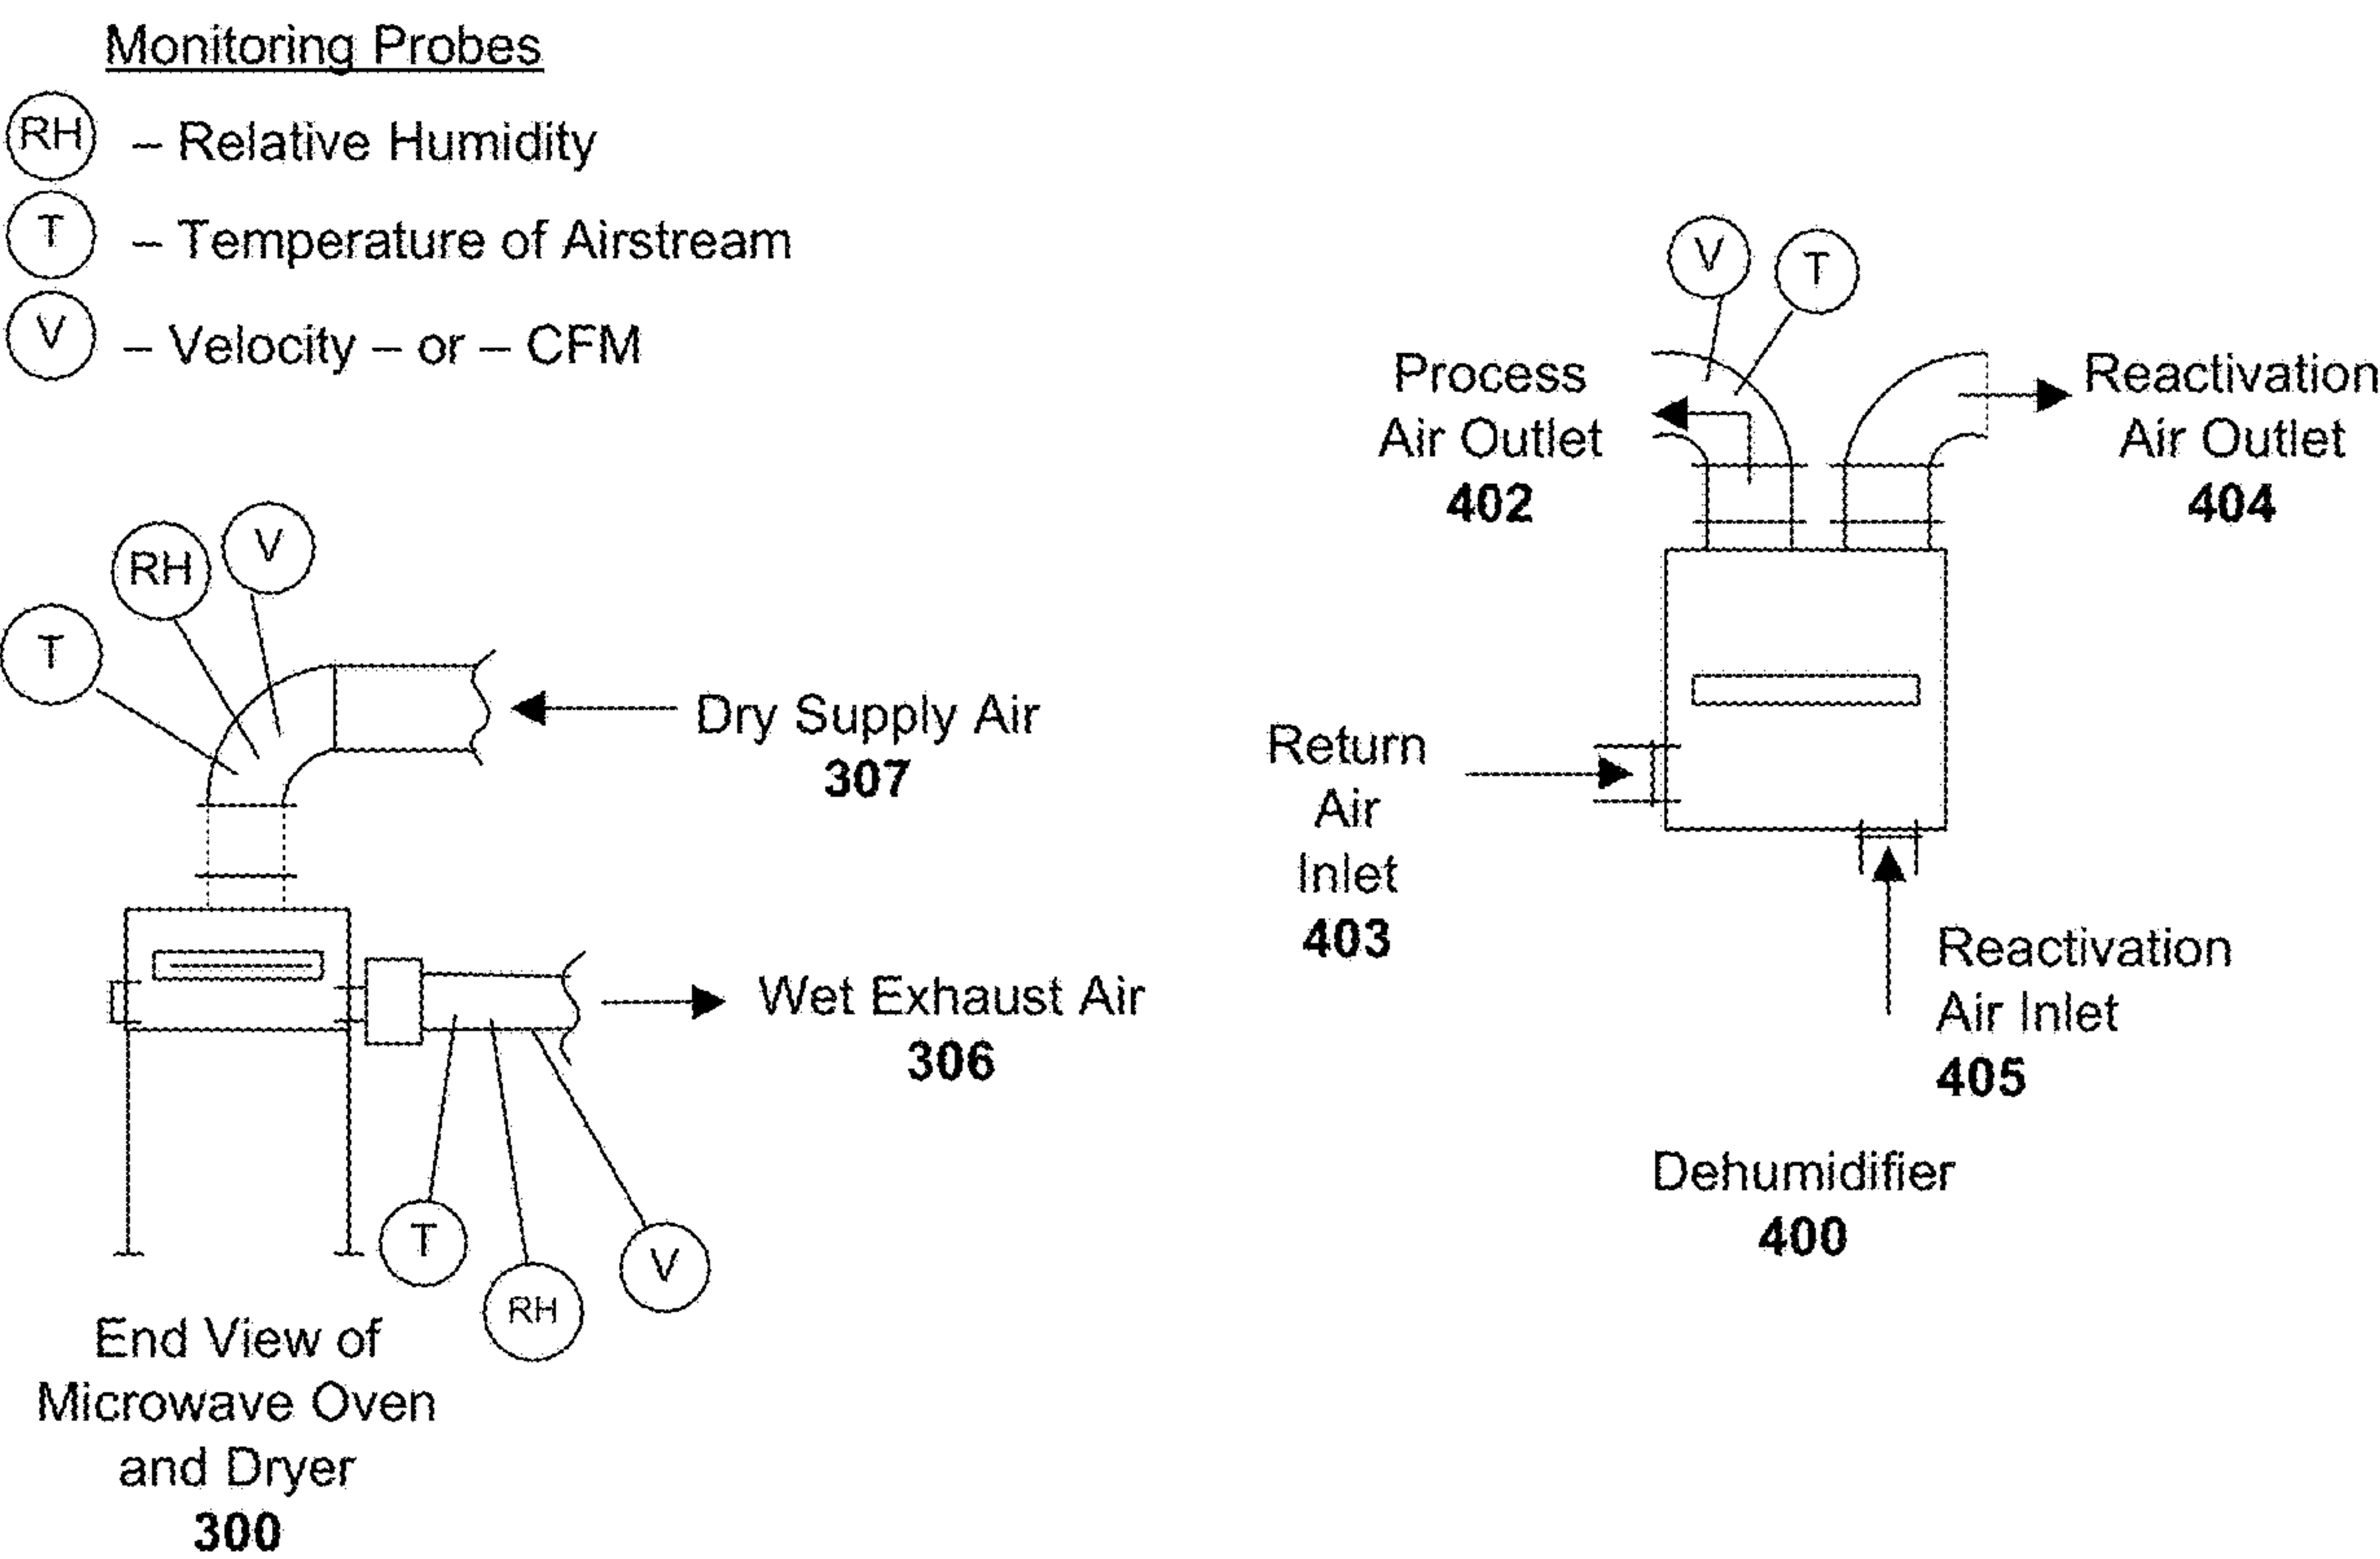 Monitoring Probes
RH – Relative Humidity
T – Temperature of Airstream
V – Velocity – or – CFM
V
T
Process
Air Outlet
402
Reactivation
Air Outlet
404
RH
V
T
Dry Supply Air
307
Return
Air
Inlet
403
Reactivation
Air Inlet
405
Wet Exhaust Air
306
Dehumidifier
400
T
RH
V
End View of
Microwave Oven
and Dryer
300